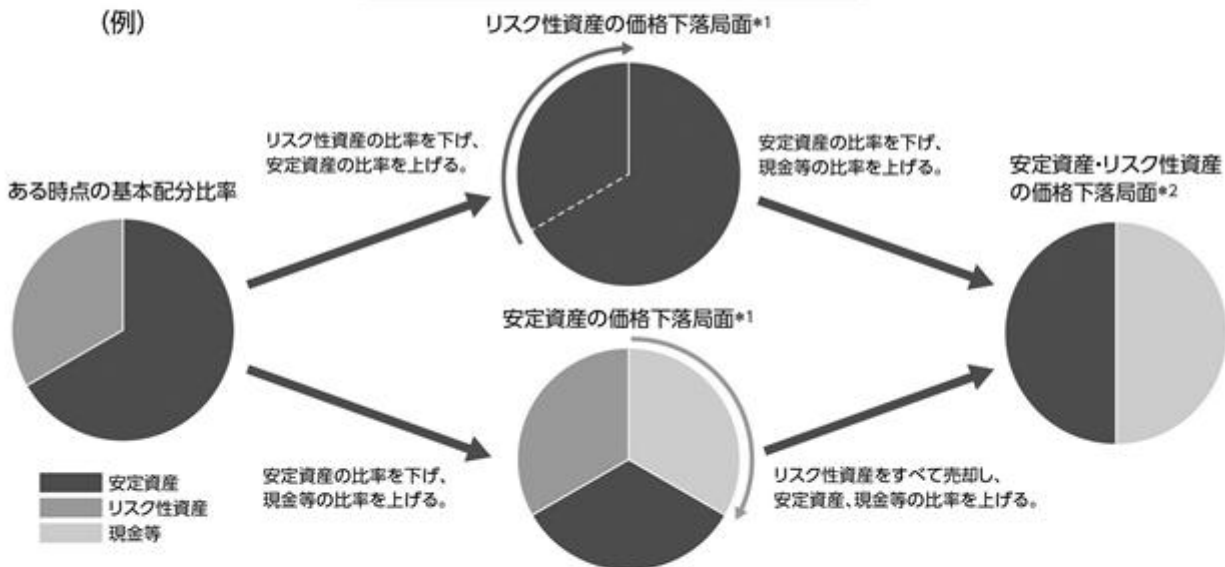 (例)
リスク性資産の価格下落局面*1
リスク性資産の比率を下げ、
安定資産の比率を上げる。
安定資産の比率を下げ、
現金等の比率を上げる。
安定資産・リスク性資産
の価格下落局面*2
ある時点の基本配分比率
安定資産の価格下落局面*1
安定資産の比率を下げ、
現金等の比率を上げる。
リスク性資産をすべて売却し、
安定資産、現金等の比率を上げる。
安定資産
リスク性資産
現金等